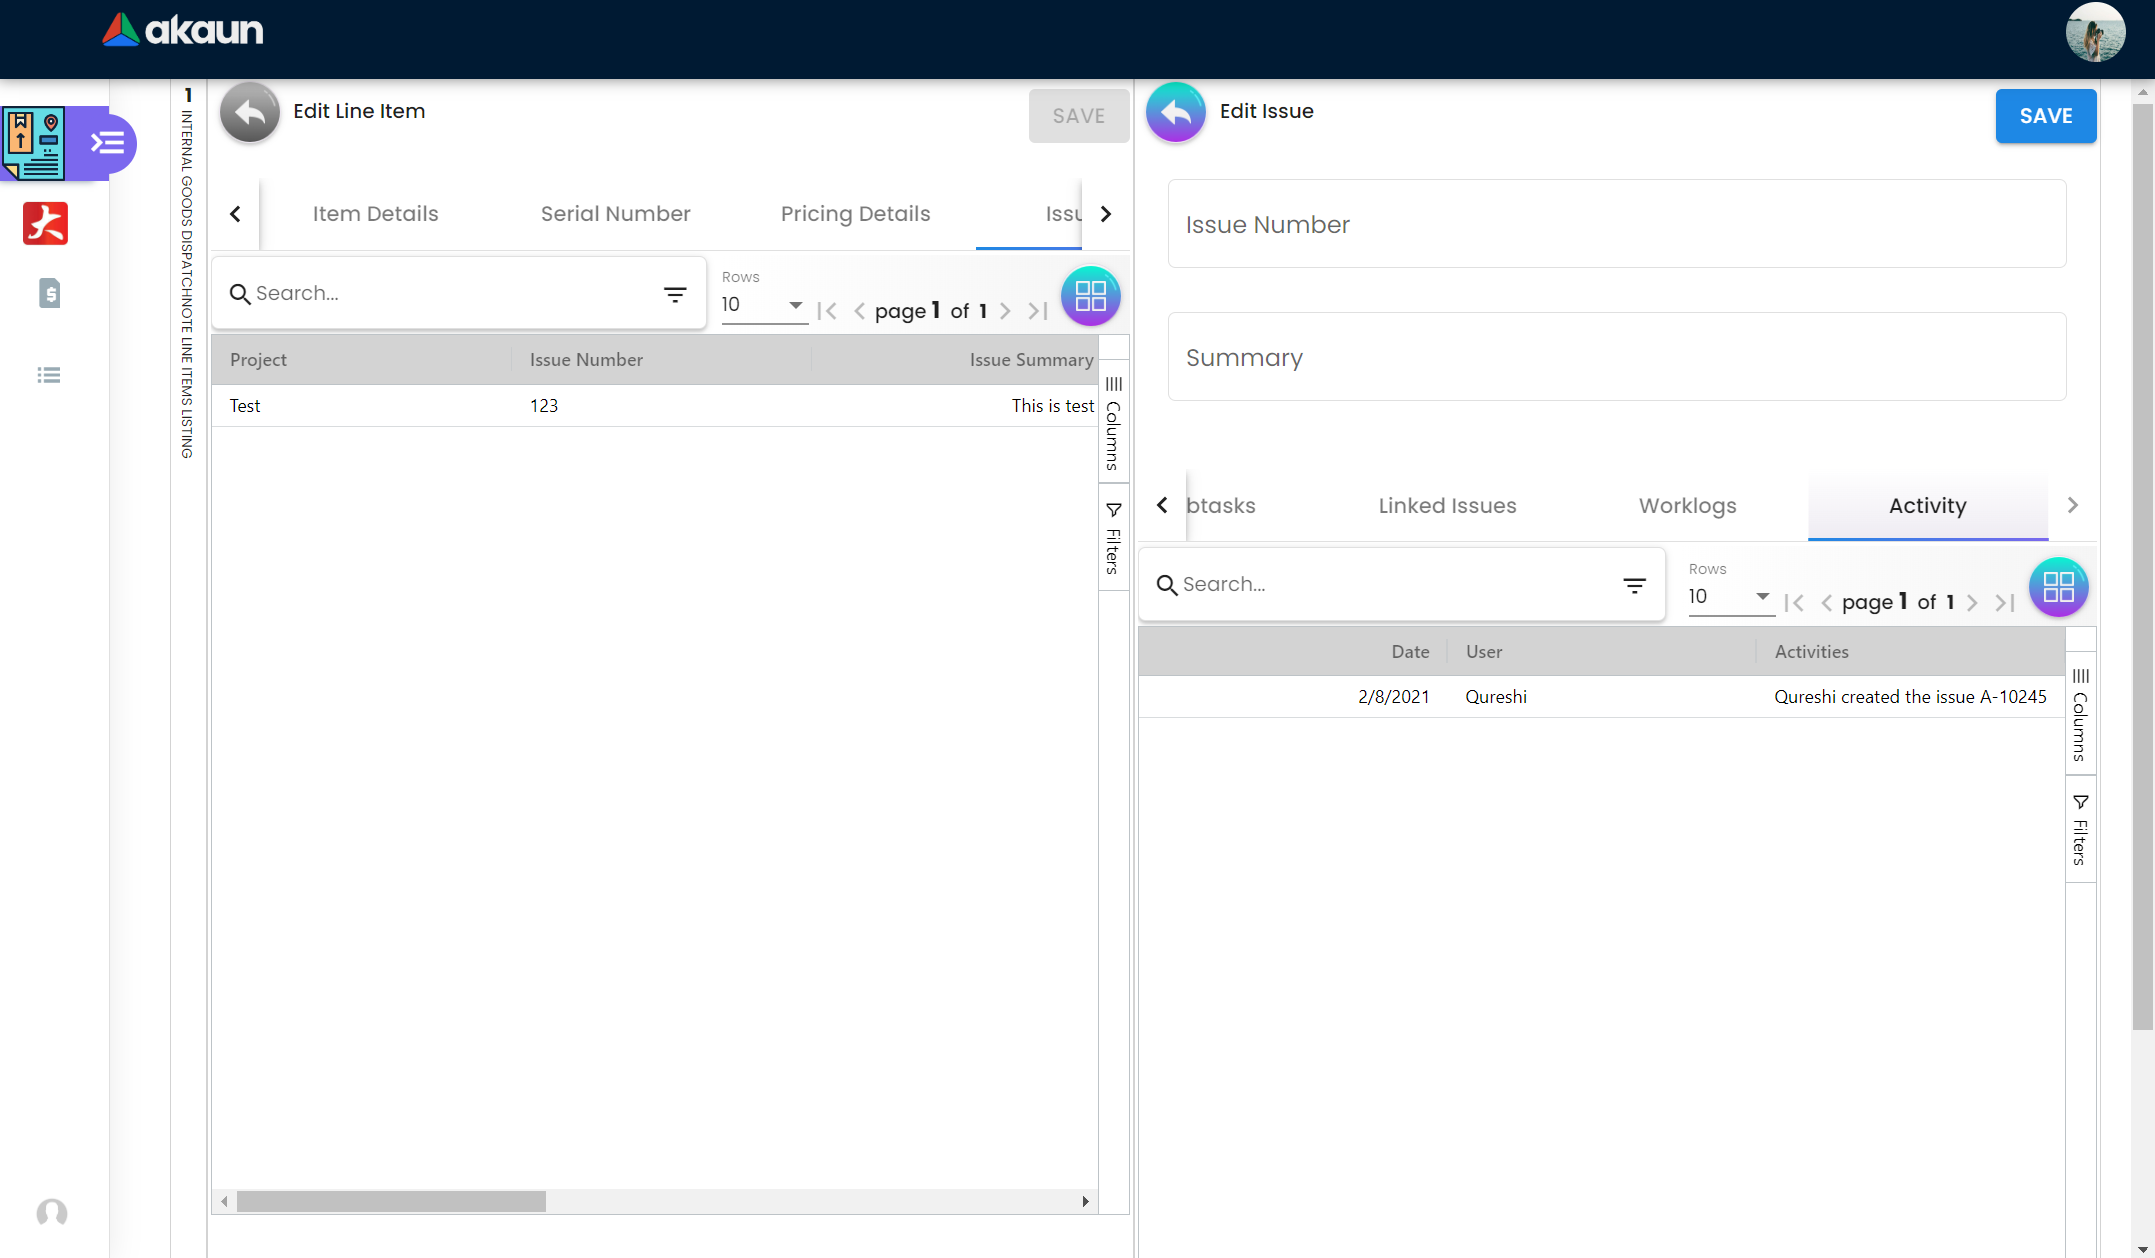 akaun
1 INTERNAL GOODS DISPATCHNOTE LINE ITEMS LISTING
Edit Line Item
SAVE
Item Details
Serial Number
Pricing Details
Issu
Search...
Rows
10
page 1 of 1
Project
Issue Number
Issue Summary
Test
123
This is test
Columns
Filters
Edit Issue
SAVE
Issue Number
Summary
btasks
Linked Issues
Worklogs
Activity
Search...
Rows
10
page 1 of 1
Date
User
Activities
2/8/2021
Qureshi
Qureshi created the issue A-10245
Columns
Filters